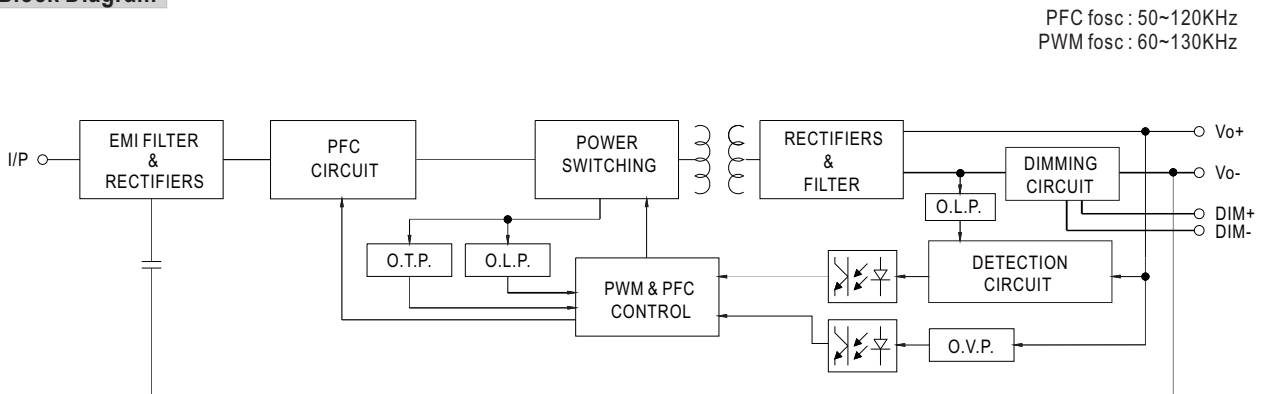 Block Diagram
PFC fosc : 50~120KHz
PWM fosc : 60~130KHz
I/P
EMI FILTER
&
RECTIFIERS
PFC
CIRCUIT
POWER
SWITCHING
RECTIFIERS
&
FILTER
DIMMING
CIRCUIT
Vo+
Vo-
DIM+
DIM-
O.L.P.
O.T.P.
O.L.P.
PWM & PFC
CONTROL
DETECTION
CIRCUIT
O.V.P.